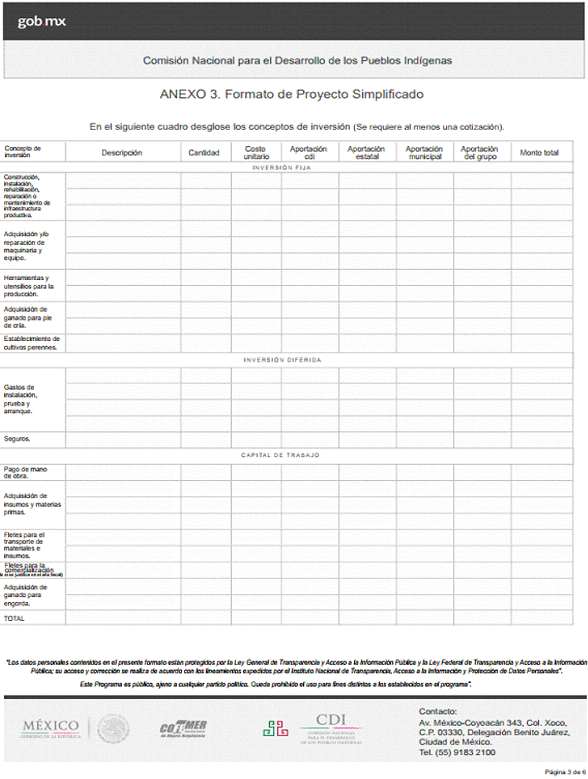 gob.mx
Comisión Nacional para el Desarrollo de los Pueblos Indígenas
ANEXO 3. Formato de Proyecto Simplificado
En el siguiente cuadro desglose los conceptos de inversión (Se requiere al menos una cotización).
Concepto de
inversión
Descripción
Cantidad
Costo
unitario
Aportación
cdi
Aportación
estatal
Aportación
municipal
Aportación
del grupo
Monto total
INVERSIÓN FIJA
Construcción,
instalación,
rehabilitación,
reparación o
mantenimiento de
infraestructura
productiva.
Adquisición y/o
reparación de
maquinaria y
equipo.
Herramientas y
utensilios para la
producción.
Adquisición de
ganado para pie
de cría.
Establecimiento de
cultivos perennes.
INVERSIÓN DIFERIDA
Gastos de
instalación,
prueba y
arranque.
Seguros.
CAPITAL DE TRABAJO
Pago de mano
de obra.
Adquisición de
insumos y materias
primas.
Fletes para el
transporte de
materiales e
insumos.
Fletes para la
comercialización
Adquisición de
ganado para
engorda.
TOTAL
"Los datos personales contenidos en el presente formato están protegidos por la Ley General de Transparencia y Acceso a la Información Pública y la Ley Federal de Transparencia y Acceso a la Información
Pública; su acceso y corrección se realiza de acuerdo con los lineamientos expedidos por el Instituto Nacional de Transparencia, Acceso a la Información y Protección de Datos Personales".
Este Programa es público, ajeno a cualquier partido político. Queda prohibido el uso para fines distintos a los establecidos en el programa".
MÉXICO
GOBIERNO DE LA REPÚBLICA
COFEMER
de Mejora Regulatoria
CDI
COMISIÓN NACIONAL
PARA EL DESARROLLO
DE LOS PUEBLOS INDÍGENAS
Contacto:
Av. México-Coyoacán 343, Col. Xoco,
C.P. 03330, Delegación Benito Juárez,
Ciudad de México.
Tel. (55) 9183 2100
Página 3 de 6